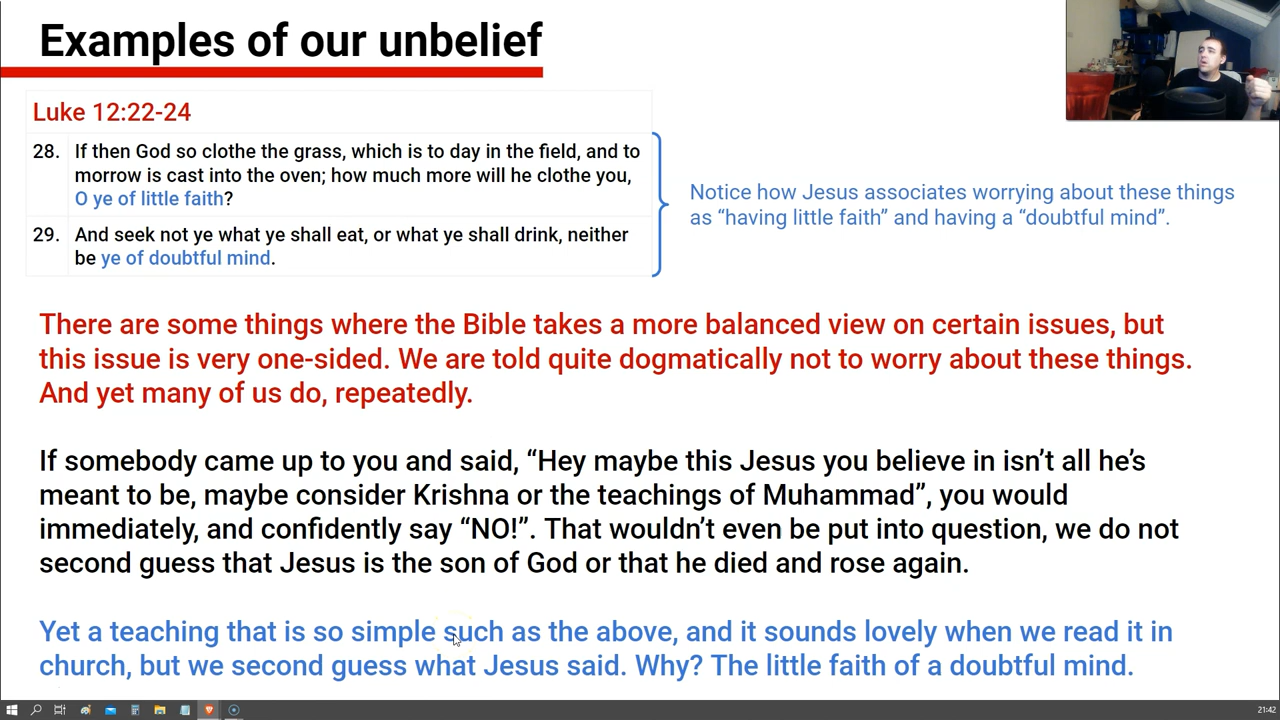 Examples of our unbelief
Luke 12:22-24
28. If then God so clothe the grass, which is to day in the field, and to
morrow is cast into the oven; how much more will he clothe you,
O ye of little faith?
29. And seek not ye what ye shall eat, or what ye shall drink, neither
be ye of doubtful mind.
Notice how Jesus associates worrying about these things
as “having little faith” and having a “doubtful mind”.
There are some things where the Bible takes a more balanced view on certain issues, but
this issue is very one-sided. We are told quite dogmatically not to worry about these things.
And yet many of us do, repeatedly.
If somebody came up to you and said, “Hey maybe this Jesus you believe in isn’t all he’s
meant to be, maybe consider Krishna or the teachings of Muhammad”, you would
immediately, and confidently say “NO!”. That wouldn’t even be put into question, we do not
second guess that Jesus is the son of God or that he died and rose again.
Yet a teaching that is so simple such as the above, and it sounds lovely when we read it in
church, but we second guess what Jesus said. Why? The little faith of a doubtful mind.
21:42